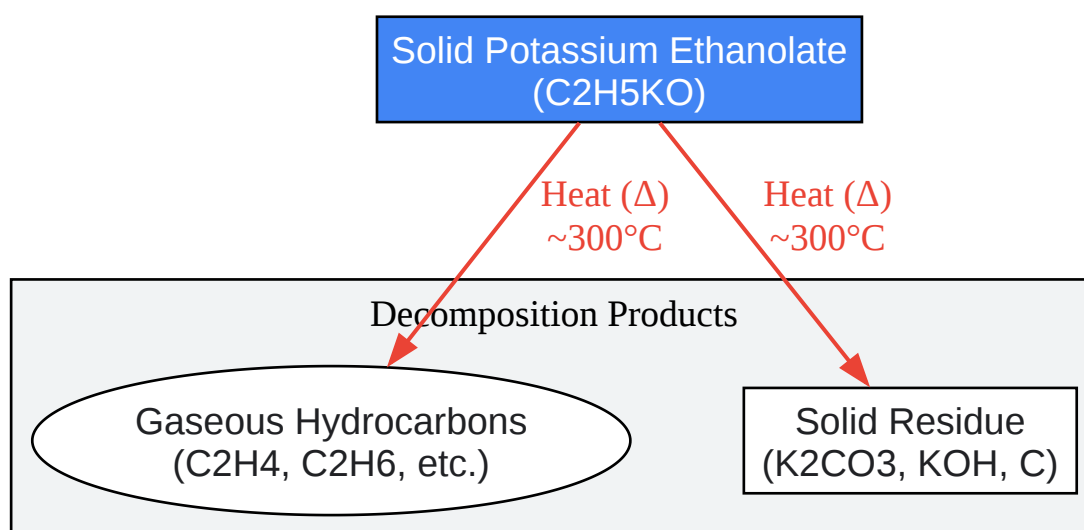 Solid Potassium Ethanolate
(C2H5KO)
Heat (Δ)
~300°C
Heat (Δ)
~300°C
Decomposition Products
Gaseous Hydrocarbons
(C2H4, C2H6, etc.)
Solid Residue
(K2CO3, KOH, C)